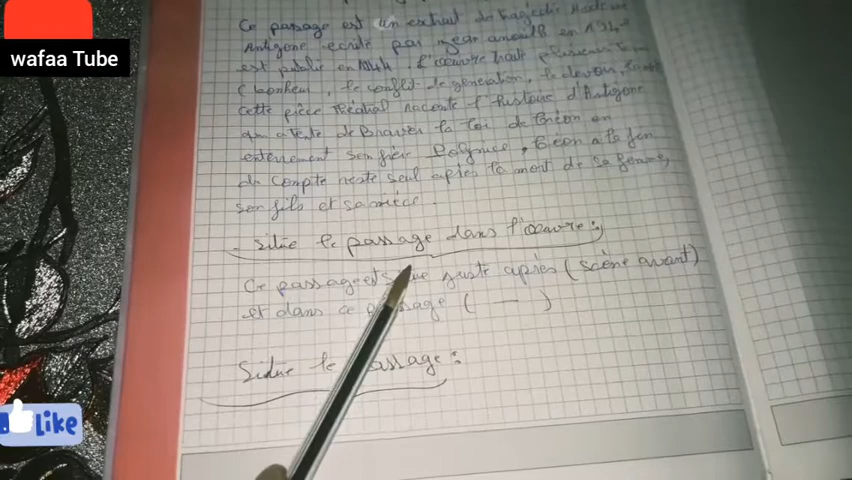 wafaa Tube
Ce passage est un extrait de tragédie Moderne
Antigone écrite par jean anouilh en 194
est publié en 1944. l'œuvre traite plusieurs
(bonheur, le conflit de génération, le devoir,
cette pièce théâtral raconte l'histoire d'Antigone
qui a tenté de Braver la loi de Créon en
enterrement son frère Polynice, Créon a la fin
du compte reste seul après la mort de sa femme,
son fils et sa nièce.
- situe le passage dans l'œuvre :
Ce passage est situe juste après (scène avant)
et dans ce passage ( — )
Situe le passage :
Like